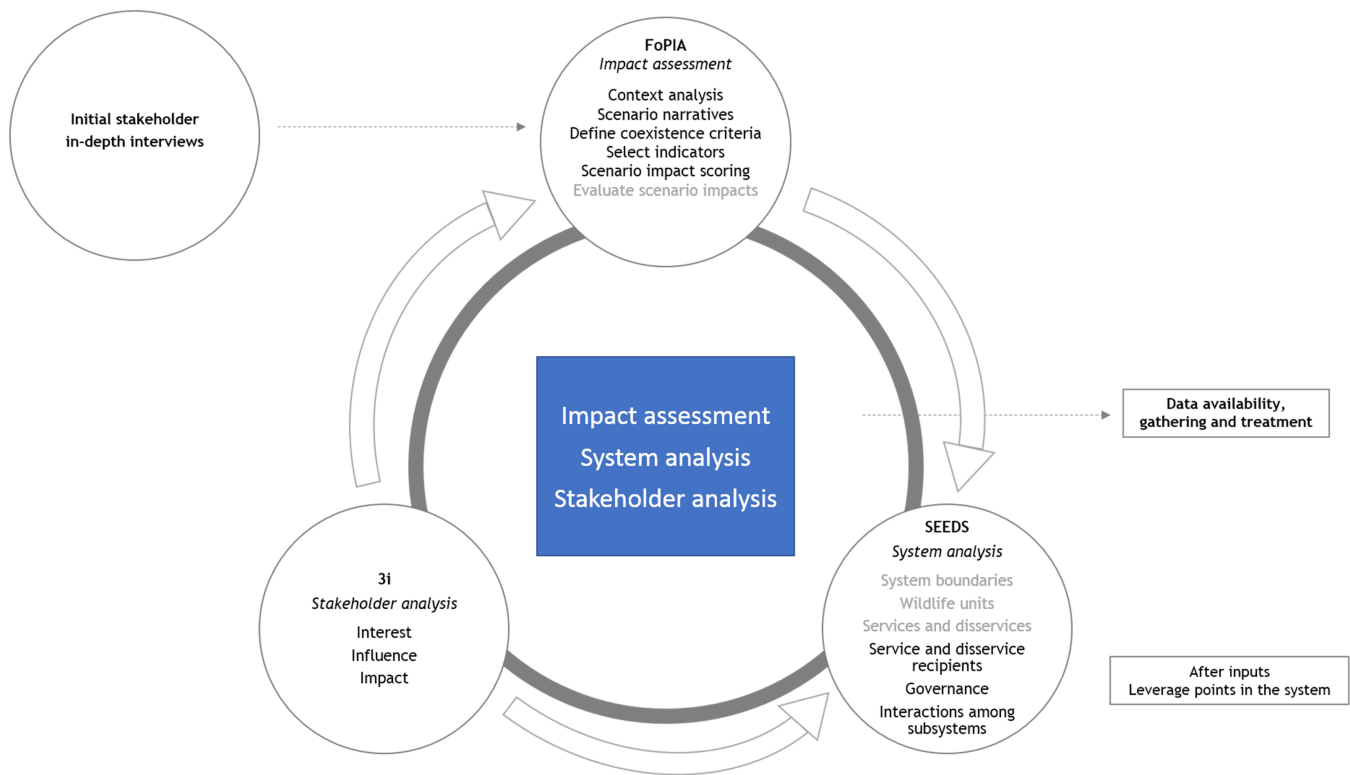 Initial stakeholder
in-depth interviews
FoPIA
Impact assessment
Context analysis
Scenario narratives
Define coexistence criteria
Select indicators
Scenario impact scoring
Evaluate scenario impacts
Impact assessment
System analysis
Stakeholder analysis
Data availability,
gathering and treatment
3i
Stakeholder analysis
Interest
Influence
Impact
SEEDS
System analysis
System boundaries
Wildlife units
Services and disservices
Service and disservice
recipients
Governance
Interactions among
subsystems
After inputs
Leverage points in the system